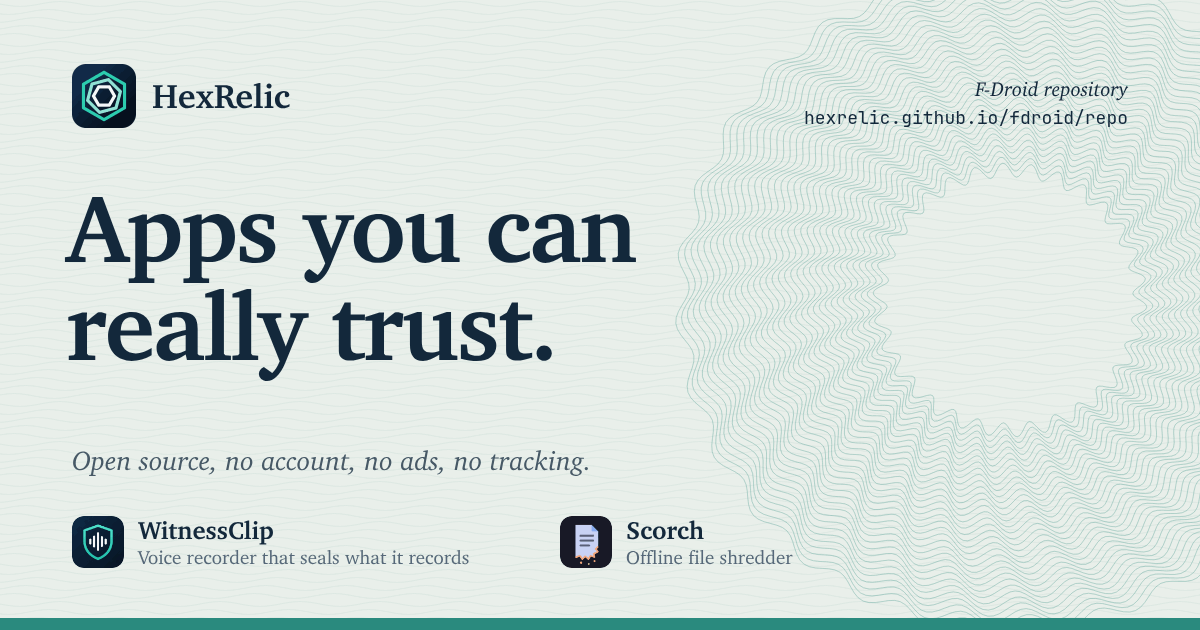 HexRelic
F-Droid repository
hexrelic.github.io/fdroid/repo
Apps you can
really trust.
Open source, no account, no ads, no tracking.
WitnessClip
Voice recorder that seals what it records
Scorch
Offline file shredder